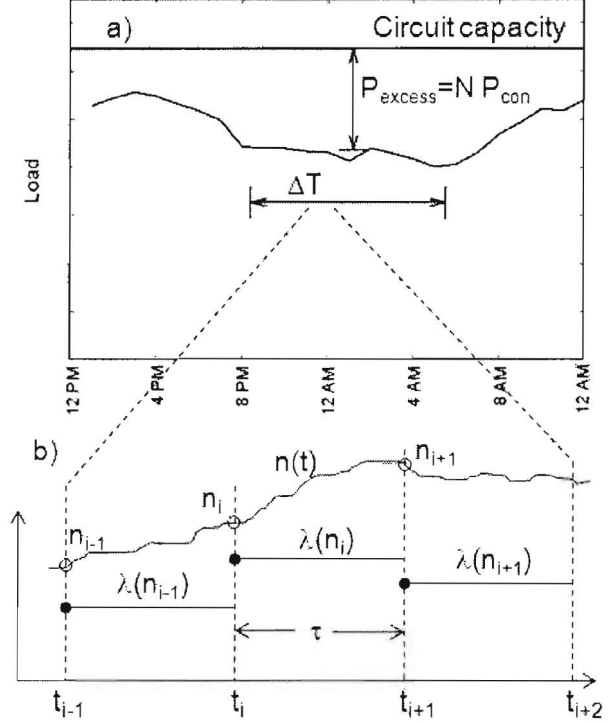 a) Circuit capacity
P_excess=N P_con
Load
ΔT
12 PM 4 PM 8 PM 12 AM 4 AM 8 AM 12 AM
b)
n(t)
n_i+1
n_i
n_i-1
λ(n_i)
λ(n_i+1)
λ(n_i-1)
τ
t_i-1 t_i t_i+1 t_i+2